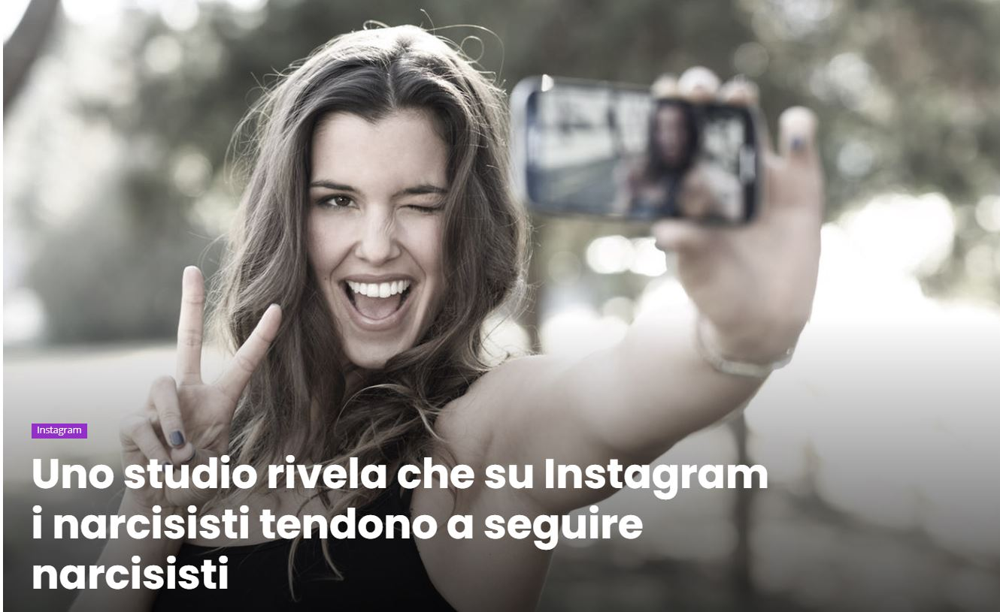 Instagram
Uno studio rivela che su Instagram
i narcisisti tendono a seguire
narcisisti